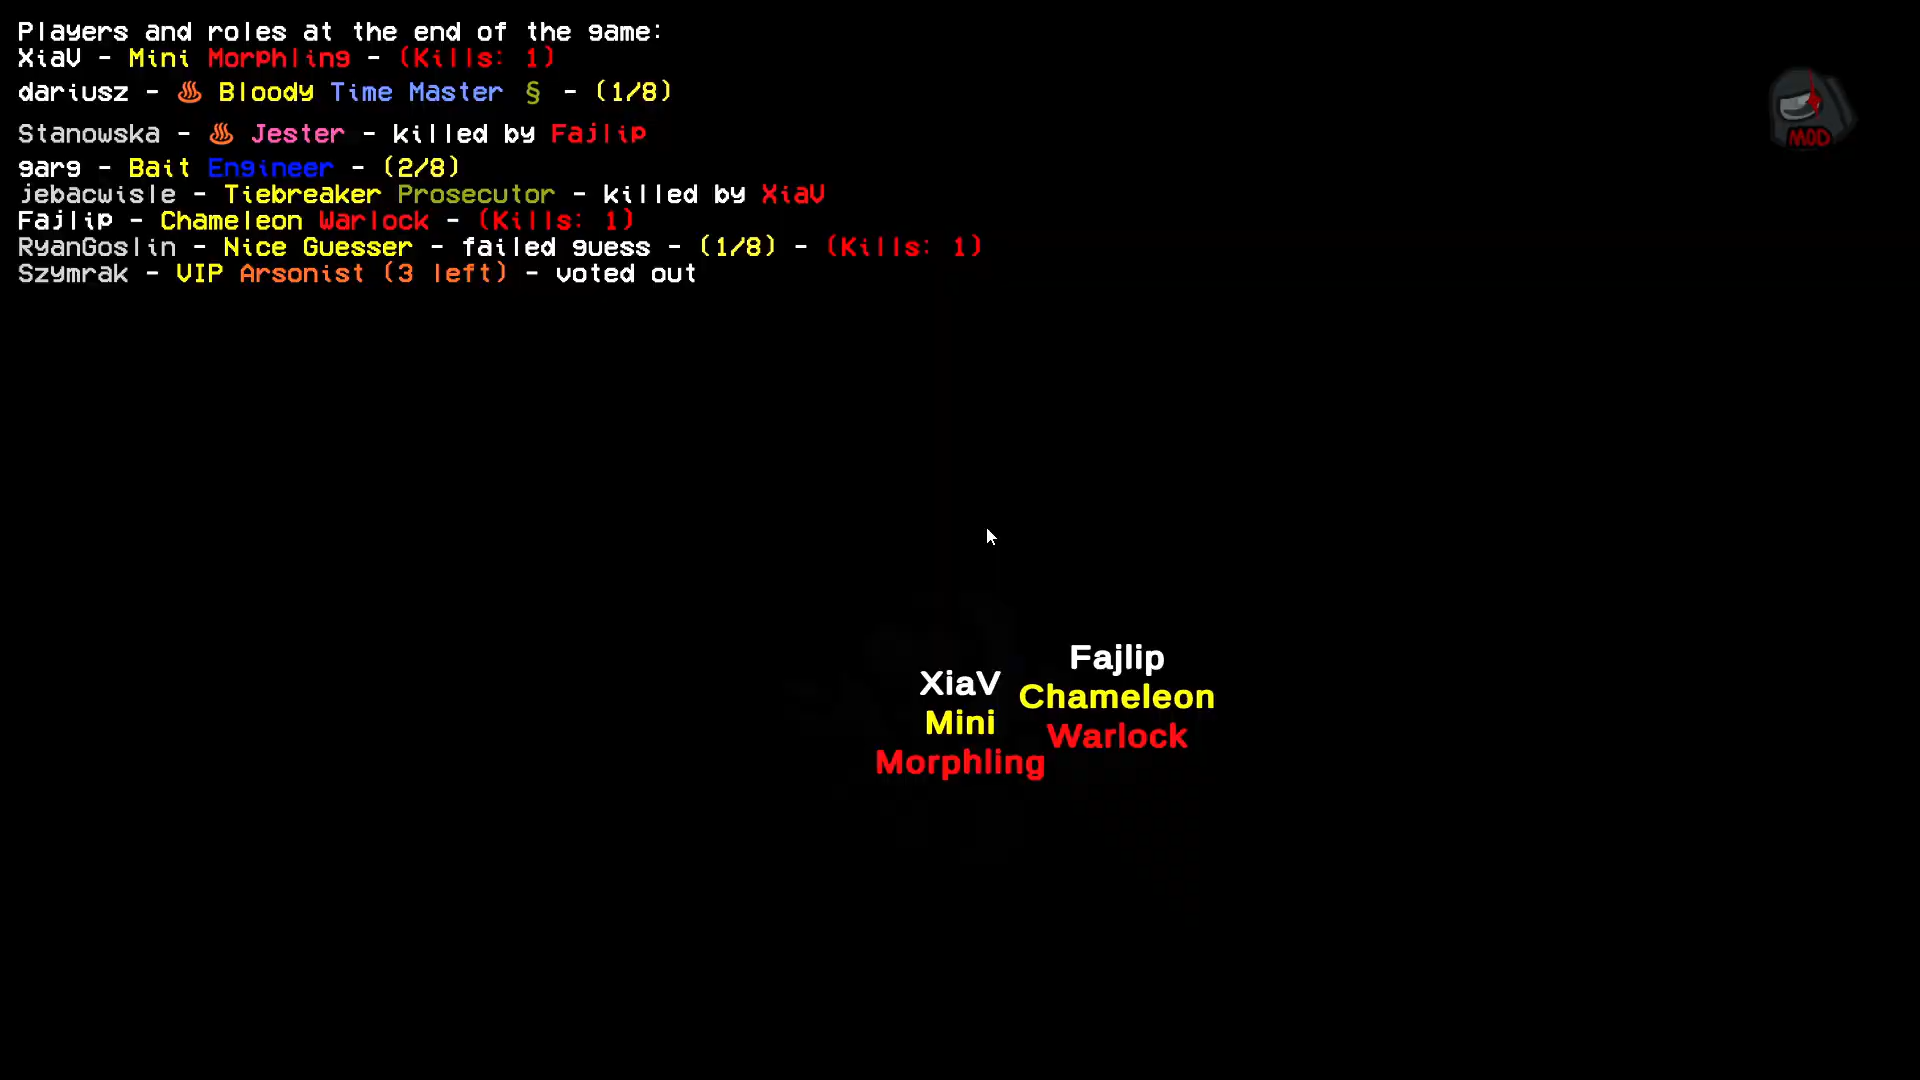 Players and roles at the end of the game:
XiaV - Mini Morphling - (Kills: 1)
dariusz - ♨ Bloody Time Master § - (1/8)
Stanowska - ♨ Jester - killed by Fajlip
garg - Bait Engineer - (2/8)
jebacwisle - Tiebreaker Prosecutor - killed by XiaV
Fajlip - Chameleon Warlock - (Kills: 1)
RyanGoslin - Nice Guesser - failed guess - (1/8) - (Kills: 1)
Szymrak - VIP Arsonist (3 left) - voted out
MOD
Fajlip
Chameleon
Warlock
XiaV
Mini
Morphling